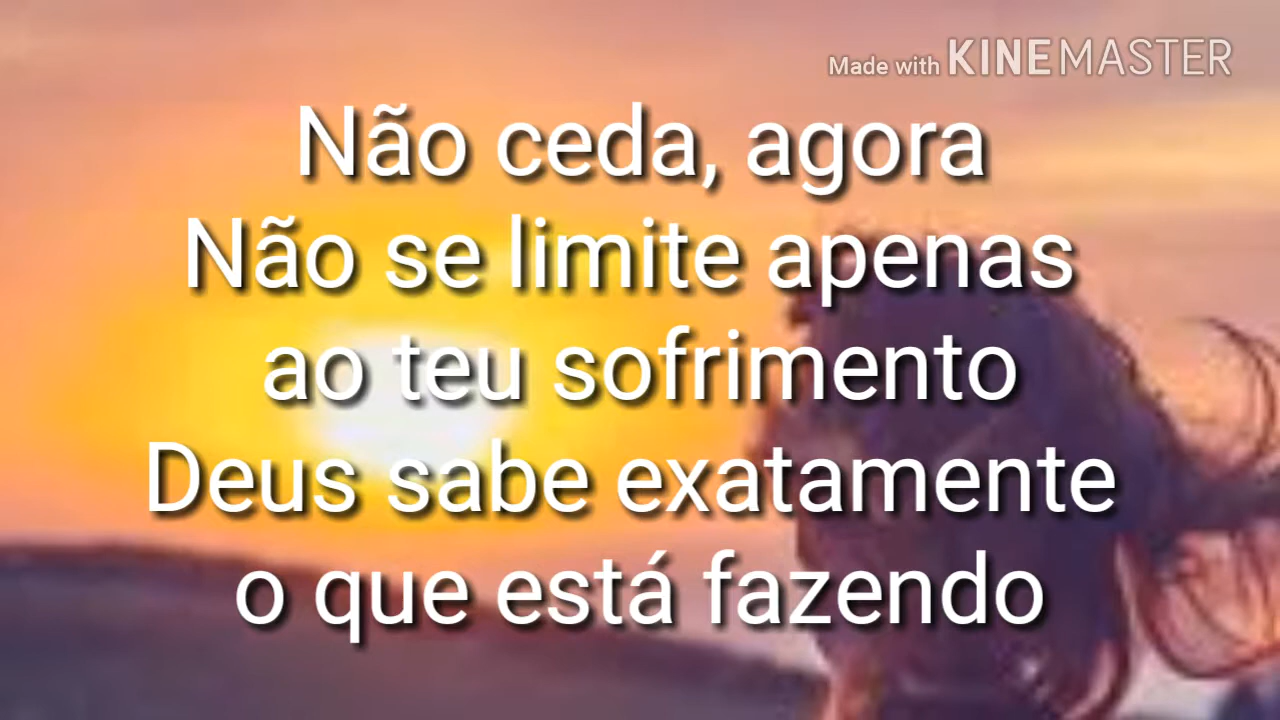 Made with KINEMASTER
Não ceda, agora
Não se limite apenas
ao teu sofrimento
Deus sabe exatamente
o que está fazendo